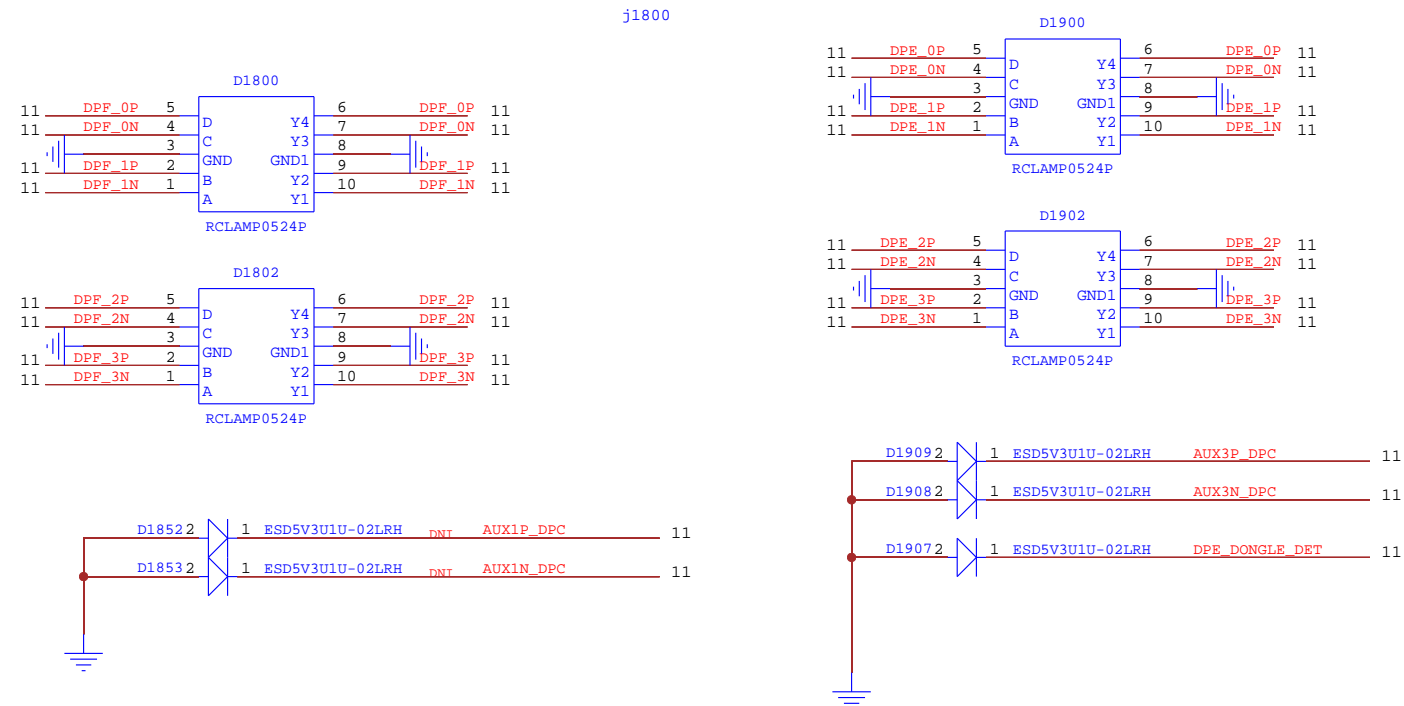 j1800
D1800
11 DPF_0P 5 D Y4 6 DPF_0P 11
11 DPF_0N 4 C Y3 7 DPF_0N 11
3 GND GND1 8
11 DPF_1P 2 B Y2 9 DPF_1P 11
11 DPF_1N 1 A Y1 10 DPF_1N 11
RCLAMP0524P
D1802
11 DPF_2P 5 D Y4 6 DPF_2P 11
11 DPF_2N 4 C Y3 7 DPF_2N 11
3 GND GND1 8
11 DPF_3P 2 B Y2 9 DPF_3P 11
11 DPF_3N 1 A Y1 10 DPF_3N 11
RCLAMP0524P
D1852 2 1 ESD5V3U1U-02LRH DNI AUX1P_DPC 11
D1853 2 1 ESD5V3U1U-02LRH DNI AUX1N_DPC 11
D1900
11 DPE_0P 5 D Y4 6 DPE_0P 11
11 DPE_0N 4 C Y3 7 DPE_0N 11
3 GND GND1 8
11 DPE_1P 2 B Y2 9 DPE_1P 11
11 DPE_1N 1 A Y1 10 DPE_1N 11
RCLAMP0524P
D1902
11 DPE_2P 5 D Y4 6 DPE_2P 11
11 DPE_2N 4 C Y3 7 DPE_2N 11
3 GND GND1 8
11 DPE_3P 2 B Y2 9 DPE_3P 11
11 DPE_3N 1 A Y1 10 DPE_3N 11
RCLAMP0524P
D1909 2 1 ESD5V3U1U-02LRH AUX3P_DPC 11
D1908 2 1 ESD5V3U1U-02LRH AUX3N_DPC 11
D1907 2 1 ESD5V3U1U-02LRH DPE_DONGLE_DET 11